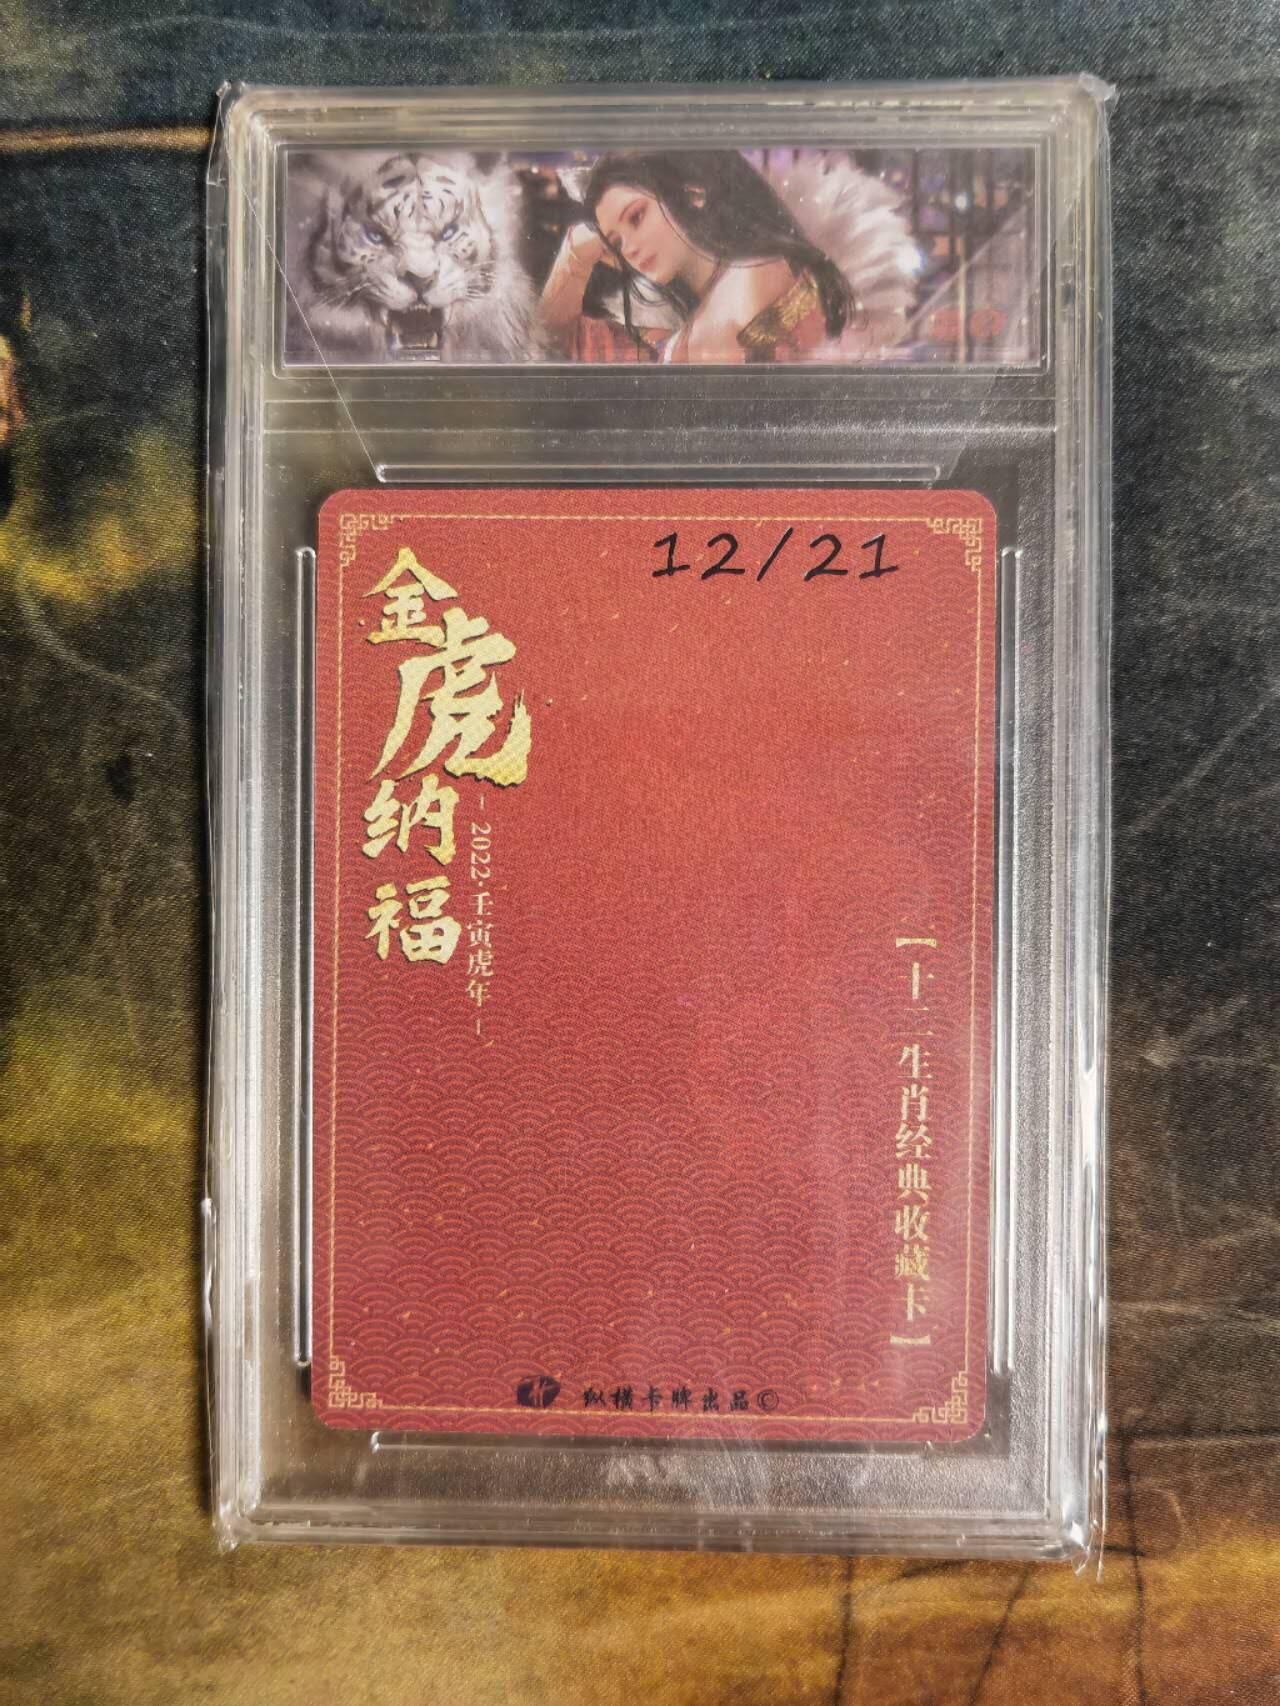 12/21
金虎纳福
-2022·壬寅虎年-
【十二生肖经典收藏卡】
纵横卡牌出品©